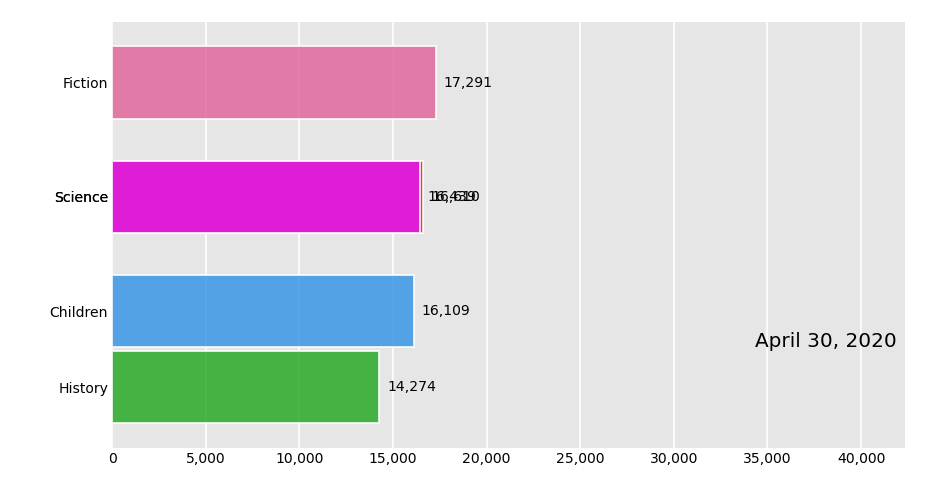 Fiction
17,291
Science
Children
16,109
April 30, 2020
History
14,274
0 5,000 10,000 15,000 20,000 25,000 30,000 35,000 40,000